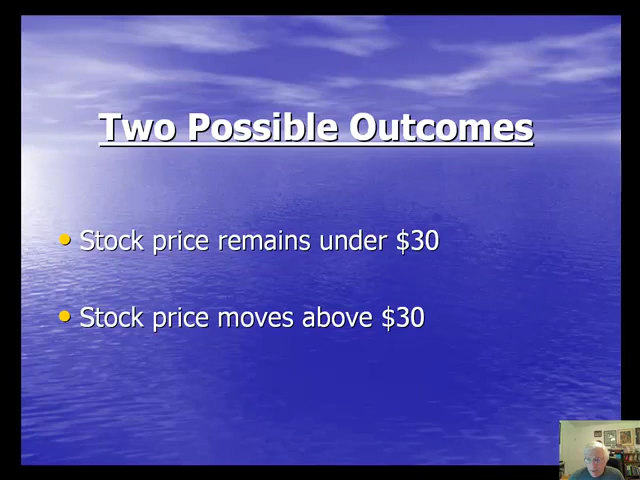 Two Possible Outcomes
Stock price remains under $30
Stock price moves above $30